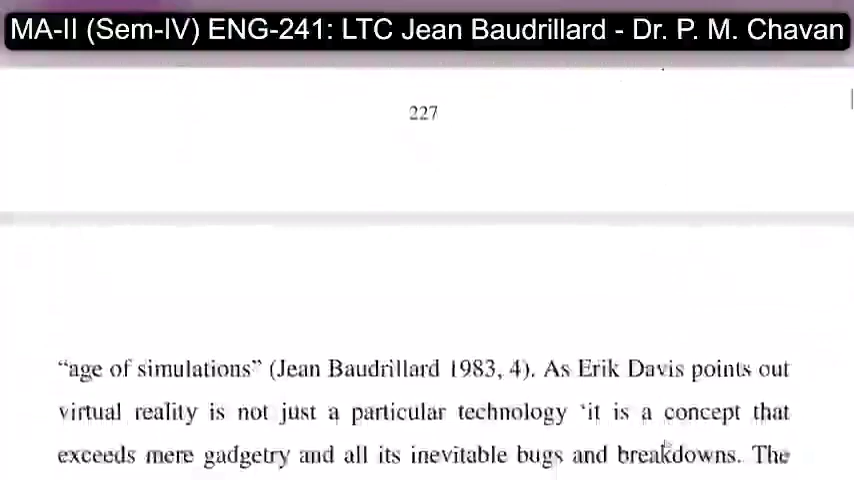 MA-II (Sem-IV) ENG-241: LTC Jean Baudrillard - Dr. P. M. Chavan
227
“age of simulations” (Jean Baudrillard 1983, 4). As Erik Davis points out
virtual reality is not just a particular technology ‘it is a concept that
exceeds mere gadgetry and all its inevitable bugs and breakdowns. The